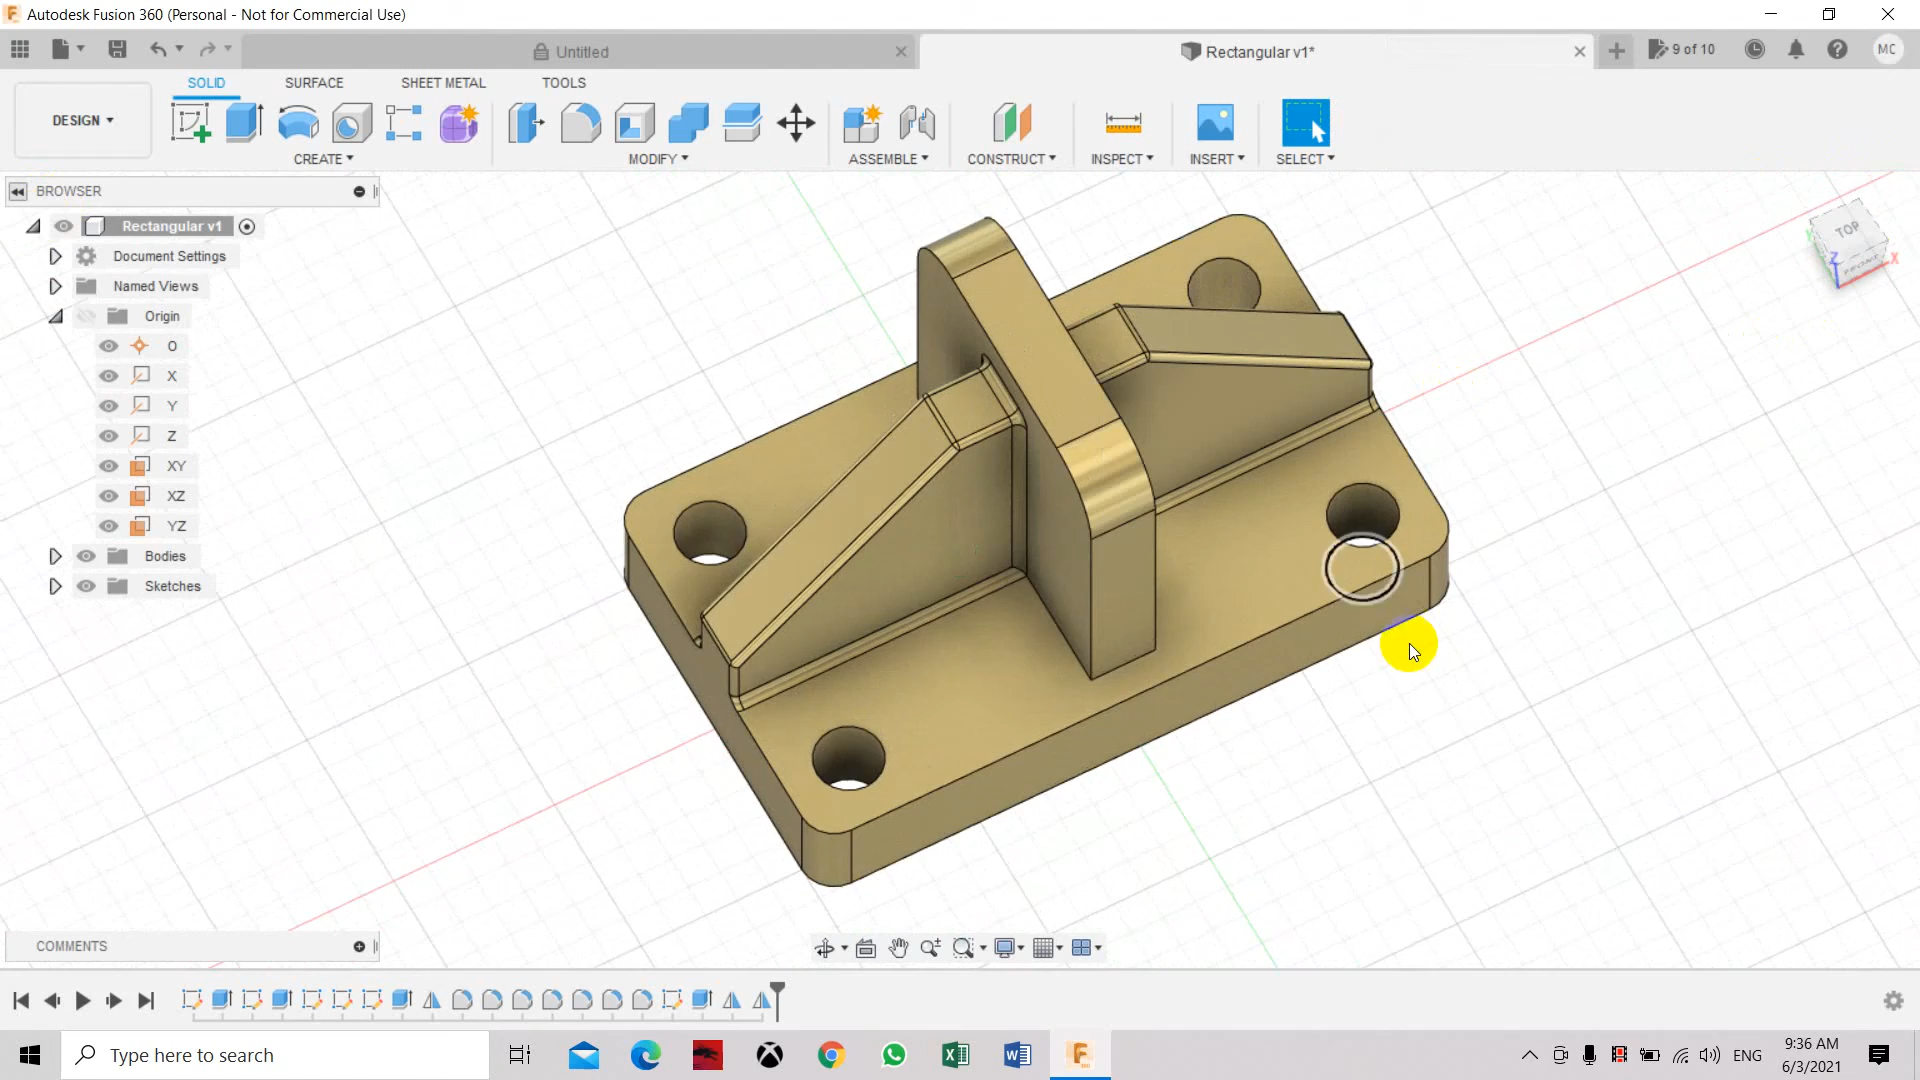 Autodesk Fusion 360 (Personal - Not for Commercial Use)
Untitled
Rectangular v1*
9 of 10
MC
DESIGN
SOLID
SURFACE
SHEET METAL
TOOLS
CREATE
MODIFY
ASSEMBLE
CONSTRUCT
INSPECT
INSERT
SELECT
BROWSER
Rectangular v1
Document Settings
Named Views
Origin
O
X
Y
Z
XY
XZ
YZ
Bodies
Sketches
TOP
FRONT
Z
X
Y
COMMENTS
Type here to search
ENG
9:36 AM
6/3/2021